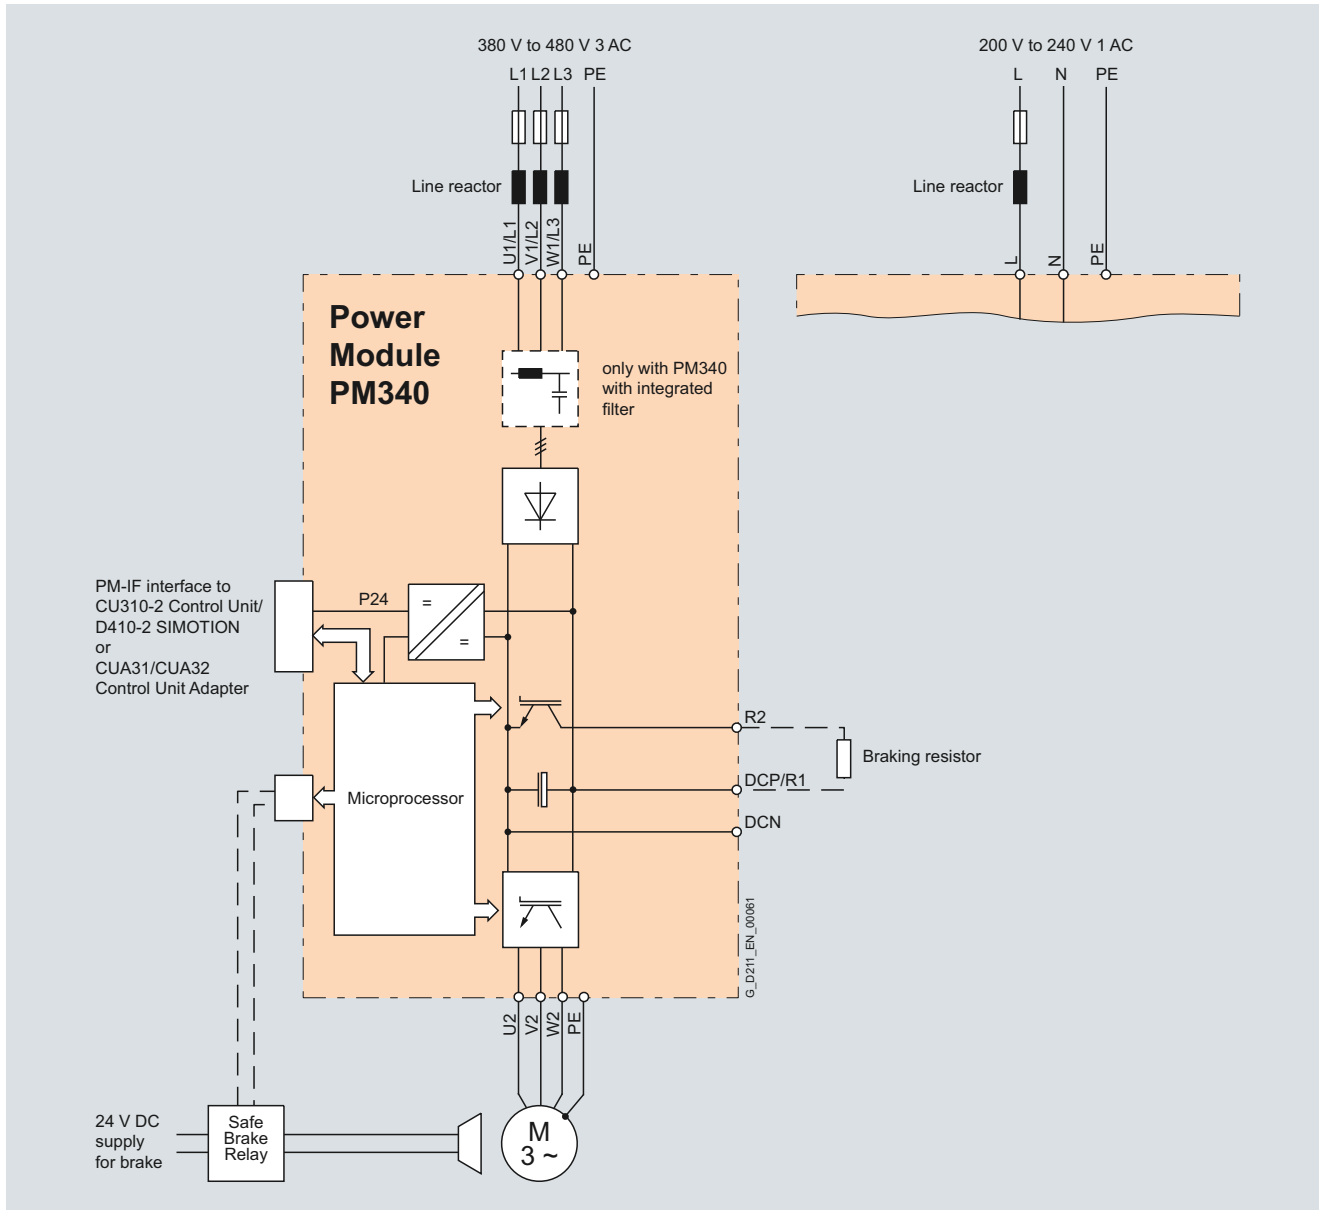 380 V to 480 V 3 AC
L1 L2 L3 PE
200 V to 240 V 1 AC
L N PE
Line reactor
Line reactor
U1/L1
V1/L2
W1/L3
PE
L
N
PE
Power
Module
PM340
only with PM340
with integrated
filter
PM-IF interface to
CU310-2 Control Unit/
D410-2 SIMOTION
or
CUA31/CUA32
Control Unit Adapter
P24
=
=
R2
Braking resistor
DCP/R1
DCN
Microprocessor
G_D211_EN_00061
U2
V2
W2
PE
24 V DC
supply
for brake
Safe
Brake
Relay
M
3 ~